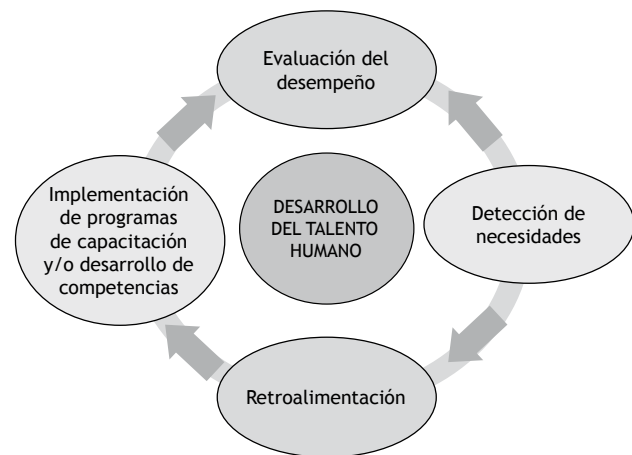 Evaluación del
desempeño
Implementación
de programas
de capacitación
y/o desarrollo de
competencias
DESARROLLO
DEL TALENTO
HUMANO
Detección de
necesidades
Retroalimentación